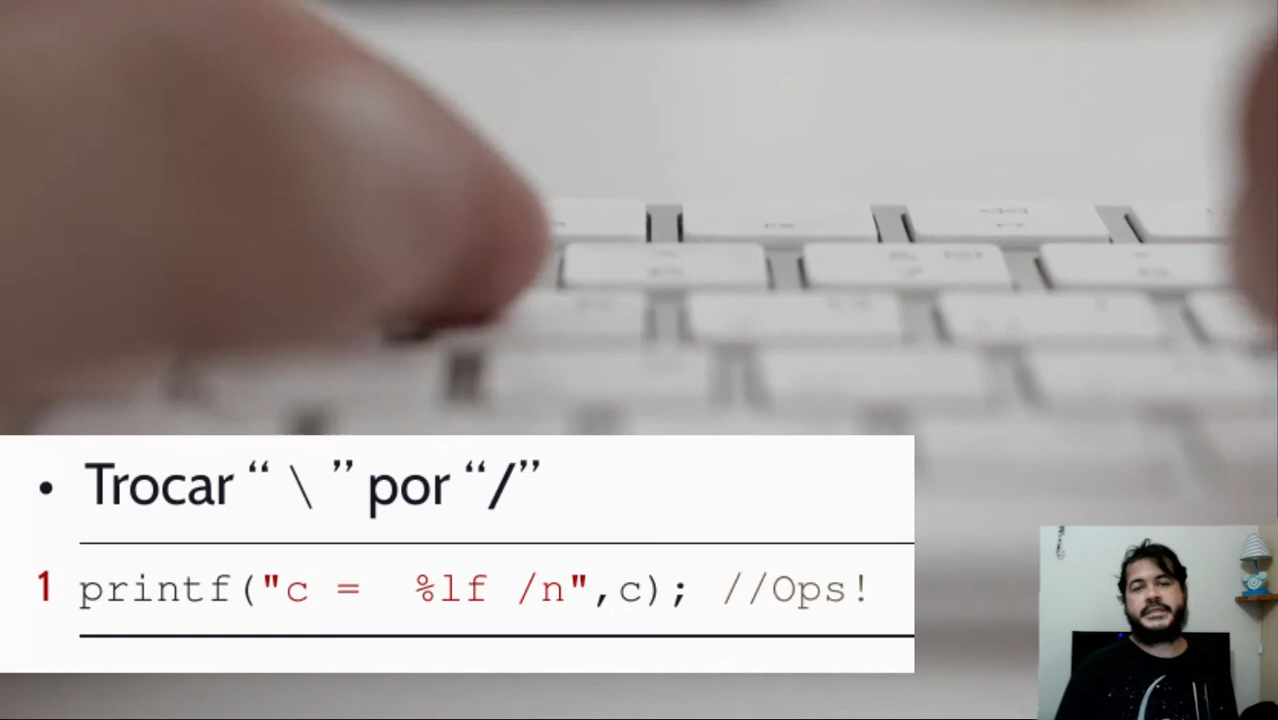 • Trocar “ \ ” por “/”
1 printf("c =  %lf /n",c); //Ops!